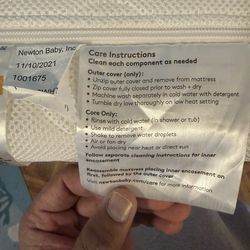 Newton Baby, Inc
11/10/2021
1001675
Care Instructions
Clean each component as needed
Outer cover (only):
• Unzip outer cover and remove from mattress
• Zip cover fully closed prior to wash + dry
• Machine wash separately in cold water with detergent
• Tumble dry low thoroughly on low heat setting
Core Only:
• Rinse with cold water (in shower or tub)
• Use mild detergent
• Shake to remove water droplets
• Air or sun dry
• Avoid placing near heat or direct sun
Follow separate cleaning instructions for inner
encasement
Reassemble mattress placing inner encasement on
first, followed by the outer cover.
Visit newtonbaby.com/care for more